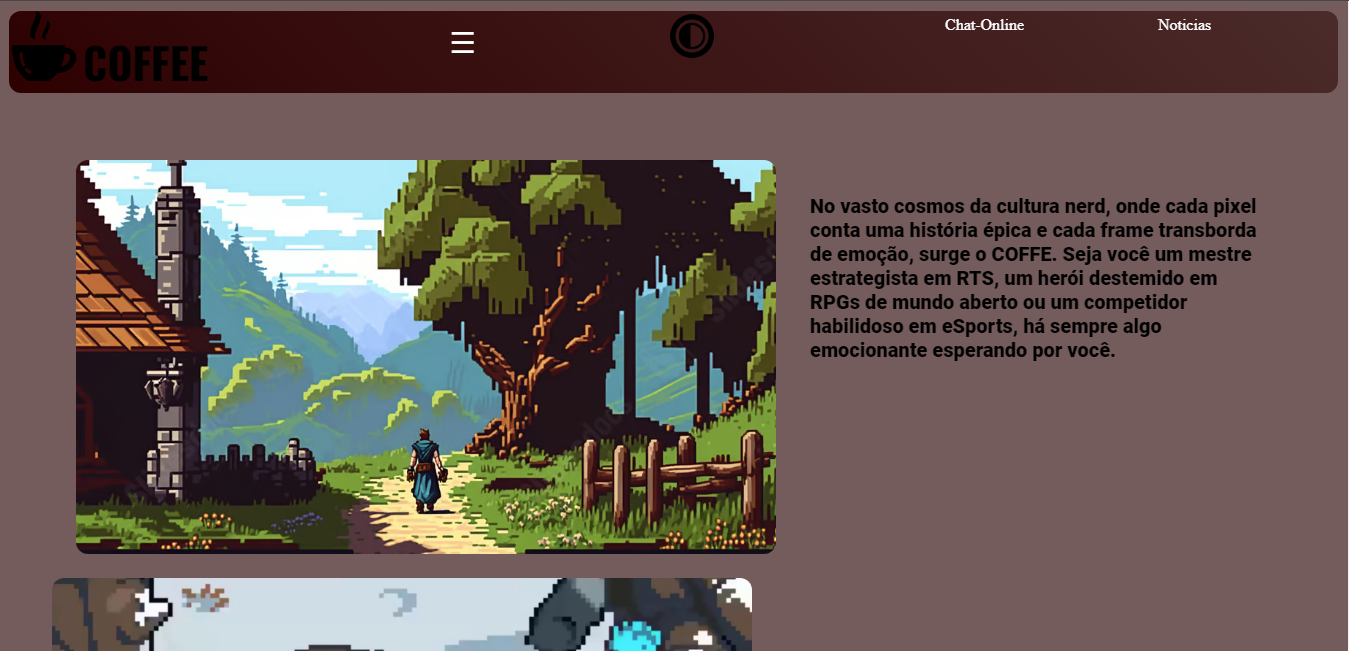 COFFEE
Chat-Online
Noticias
No vasto cosmos da cultura nerd, onde cada pixel
conta uma história épica e cada frame transborda
de emoção, surge o COFFE. Seja você um mestre
estrategista em RTS, um herói destemido em
RPGs de mundo aberto ou um competidor
habilidoso em eSports, há sempre algo
emocionante esperando por você.